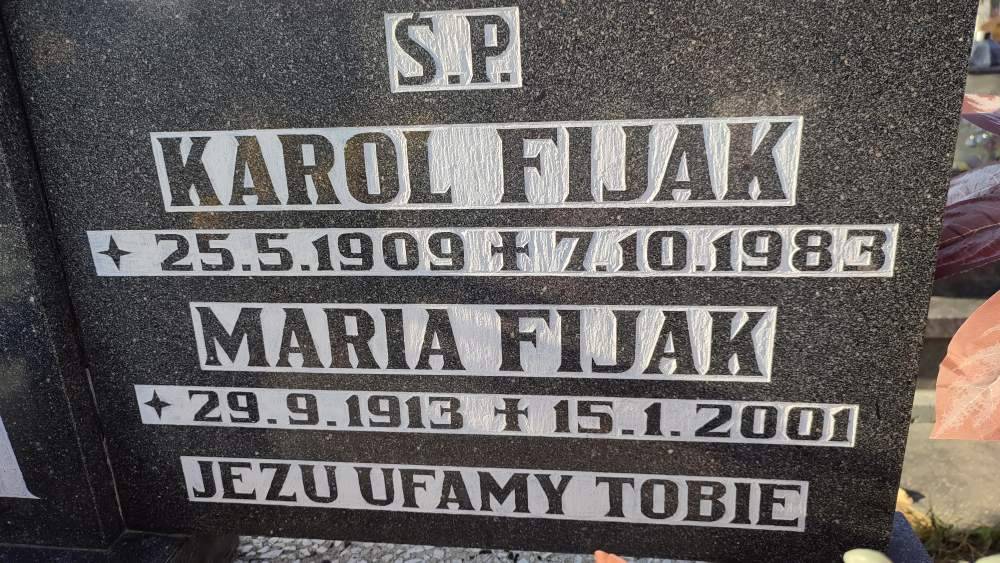 Ś.P.
KAROL FIJAK
✦ 25.5.1909 ✝ 7.10.1983
MARIA FIJAK
✦ 29.9.1913 ✝ 15.1.2001
JEZU UFAMY TOBIE